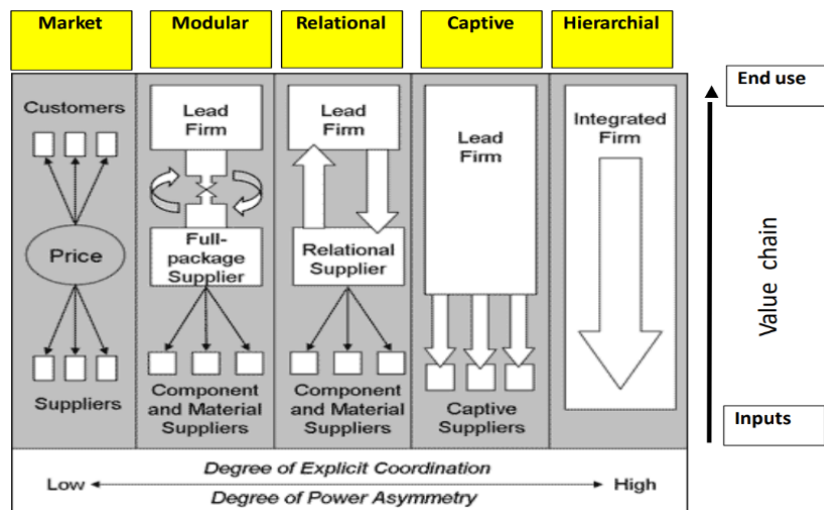 Market
Modular
Relational
Captive
Hierarchial
End use
Customers
Price
Suppliers
Lead
Firm
Full-
package
Supplier
Component
and Material
Suppliers
Lead
Firm
Relational
Supplier
Component
and Material
Suppliers
Lead
Firm
Captive
Suppliers
Integrated
Firm
Value chain
Inputs
Degree of Explicit Coordination
Low
High
Degree of Power Asymmetry